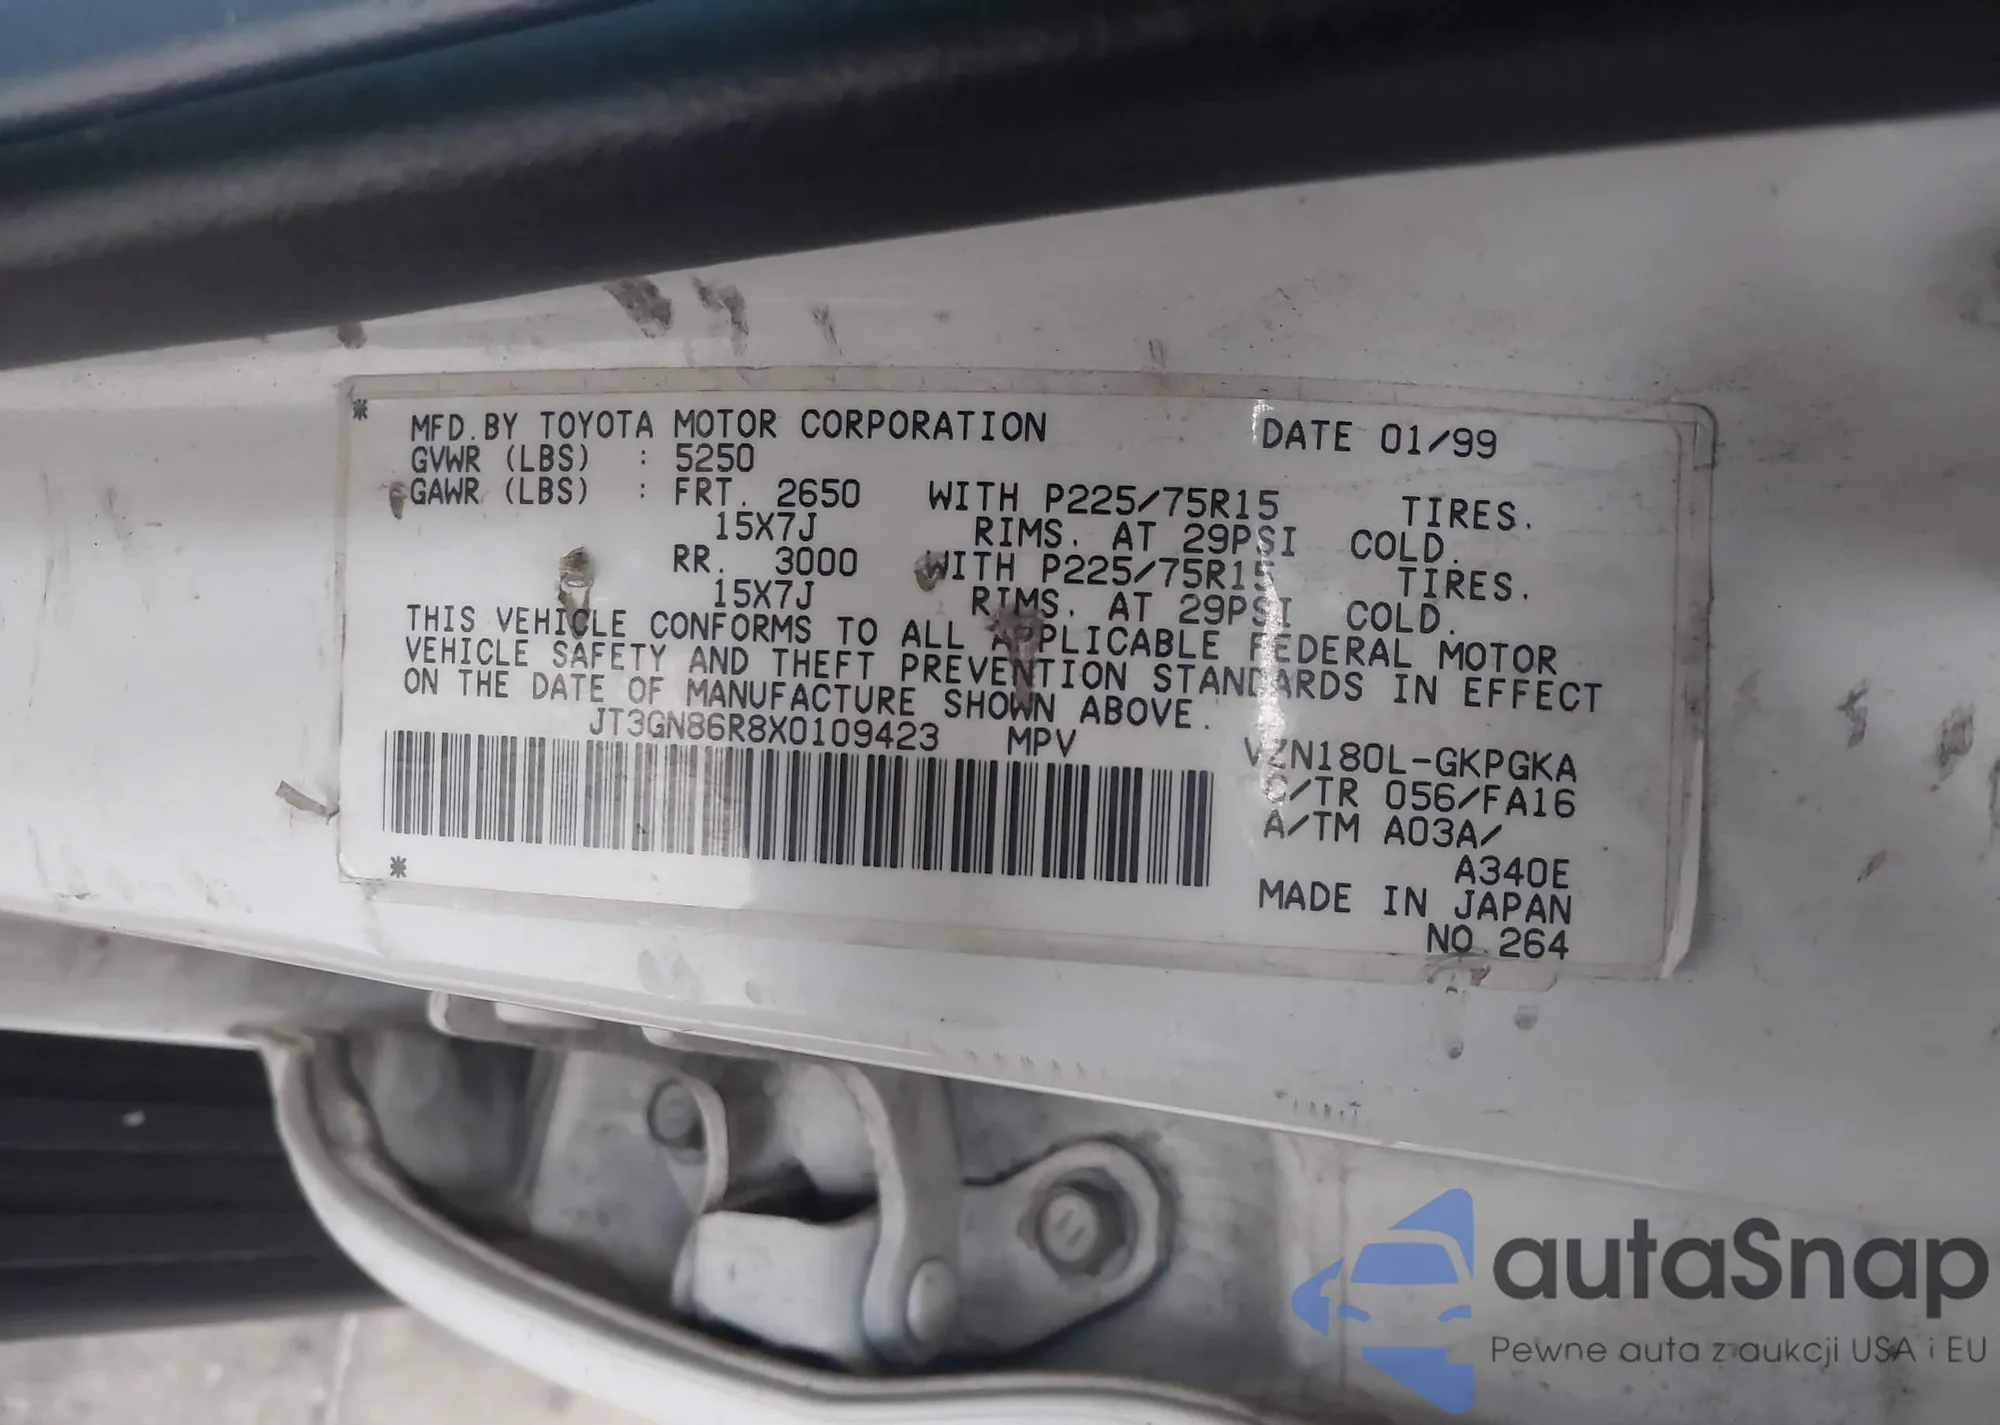 * MFD. BY TOYOTA MOTOR CORPORATION DATE 01/99
GVWR (LBS) : 5250
GAWR (LBS) : FRT. 2650 WITH P225/75R15 TIRES.
15X7J RIMS. AT 29PSI COLD.
RR. 3000 WITH P225/75R15 TIRES.
15X7J RIMS. AT 29PSI COLD.
THIS VEHICLE CONFORMS TO ALL APPLICABLE FEDERAL MOTOR
VEHICLE SAFETY AND THEFT PREVENTION STANDARDS IN EFFECT
ON THE DATE OF MANUFACTURE SHOWN ABOVE.
JT3GN86R8X0109423 MPV VZN180L-GKPGKA
C/TR 056/FA16
A/TM A03A/
A340E
* MADE IN JAPAN
NO. 264
autaSnap
Pewne auta z aukcji USA i EU